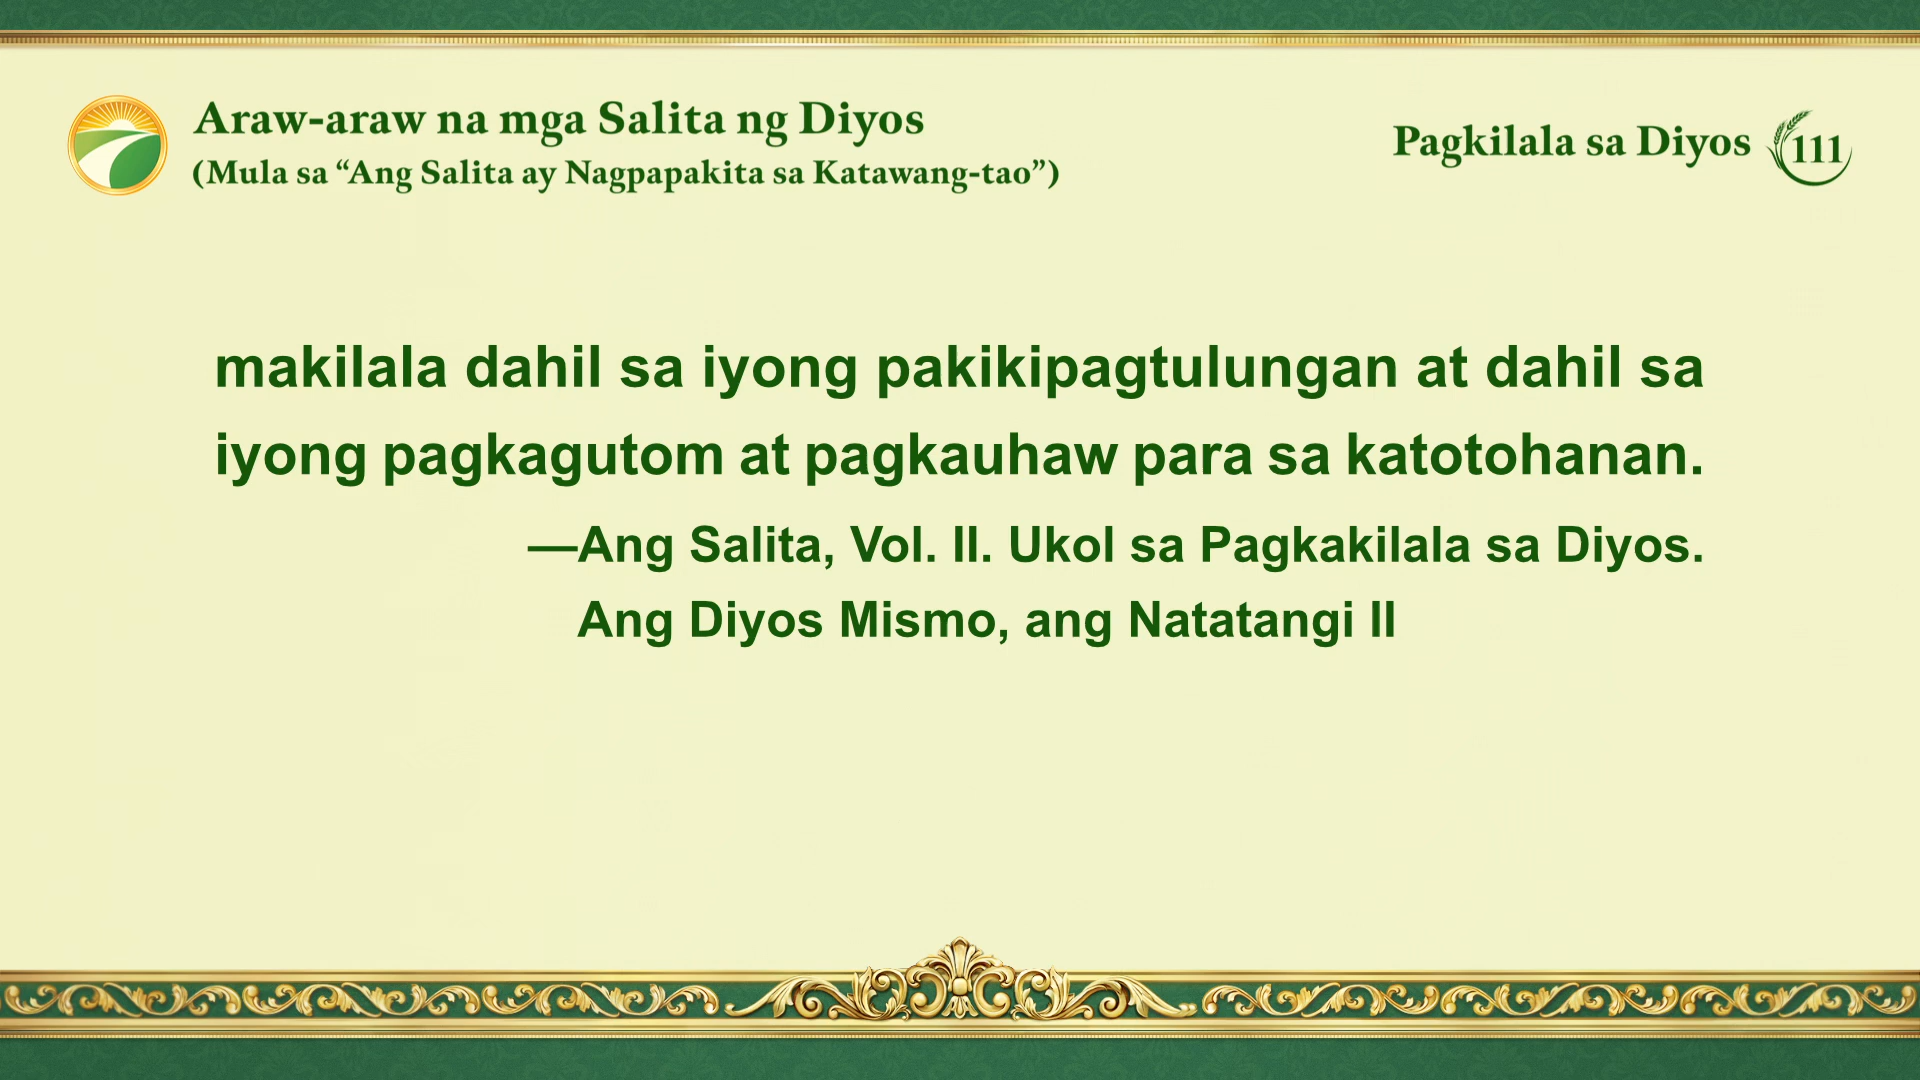 Araw-araw na mga Salita ng Diyos
(Mula sa “Ang Salita ay Nagpapakita sa Katawang-tao”)
Pagkilala sa Diyos 111
makilala dahil sa iyong pakikipagtulungan at dahil sa
iyong pagkagutom at pagkauhaw para sa katotohanan.
—Ang Salita, Vol. II. Ukol sa Pagkakilala sa Diyos.
Ang Diyos Mismo, ang Natatangi II